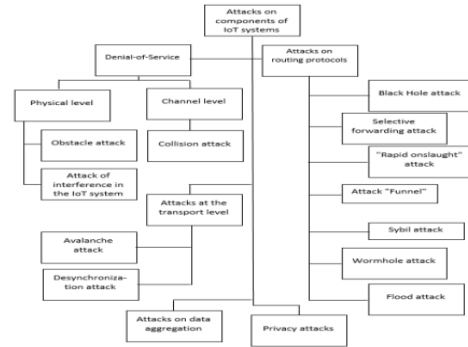 Attacks on
components of
IoT systems
Denial-of-Service
Attacks on
routing protocols
Physical level
Channel level
Obstacle attack
Collision attack
Attack of
interference in
the IoT system
Attacks at the
transport level
Avalanche
attack
Desynchroniza-
tion attack
Attacks on data
aggregation
Privacy attacks
Black Hole attack
Selective
forwarding attack
"Rapid onslaught"
attack
Attack "Funnel"
Sybil attack
Wormhole attack
Flood attack